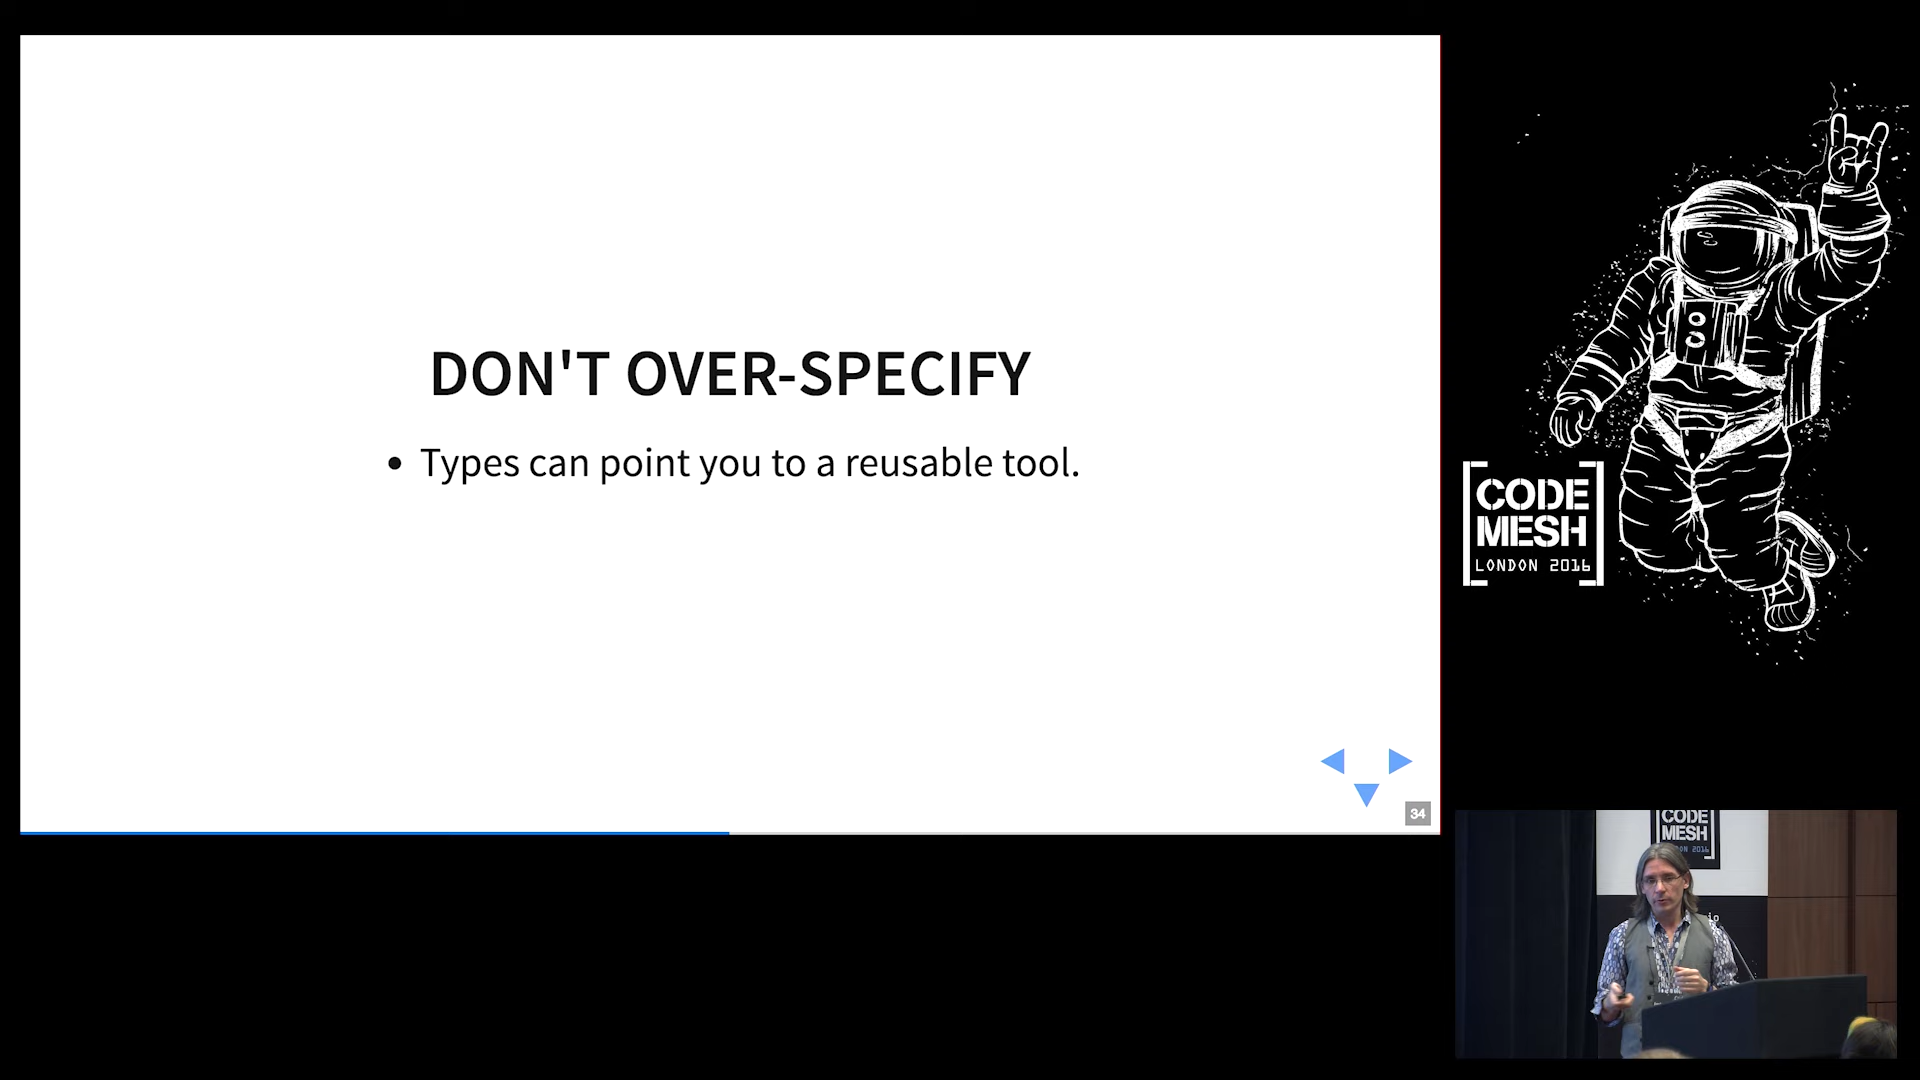 DON'T OVER-SPECIFY
• Types can point you to a reusable tool.
34
CODE
MESH
LONDON 2016
CODE
MESH